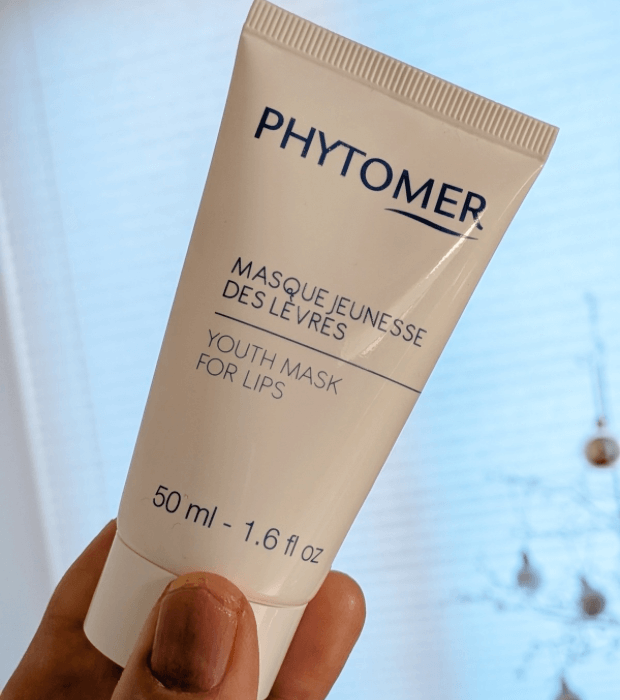 PHYTOMER
MASQUE JEUNESSE
DES LÈVRES
YOUTH MASK
FOR LIPS
50 ml - 1.6 fl oz